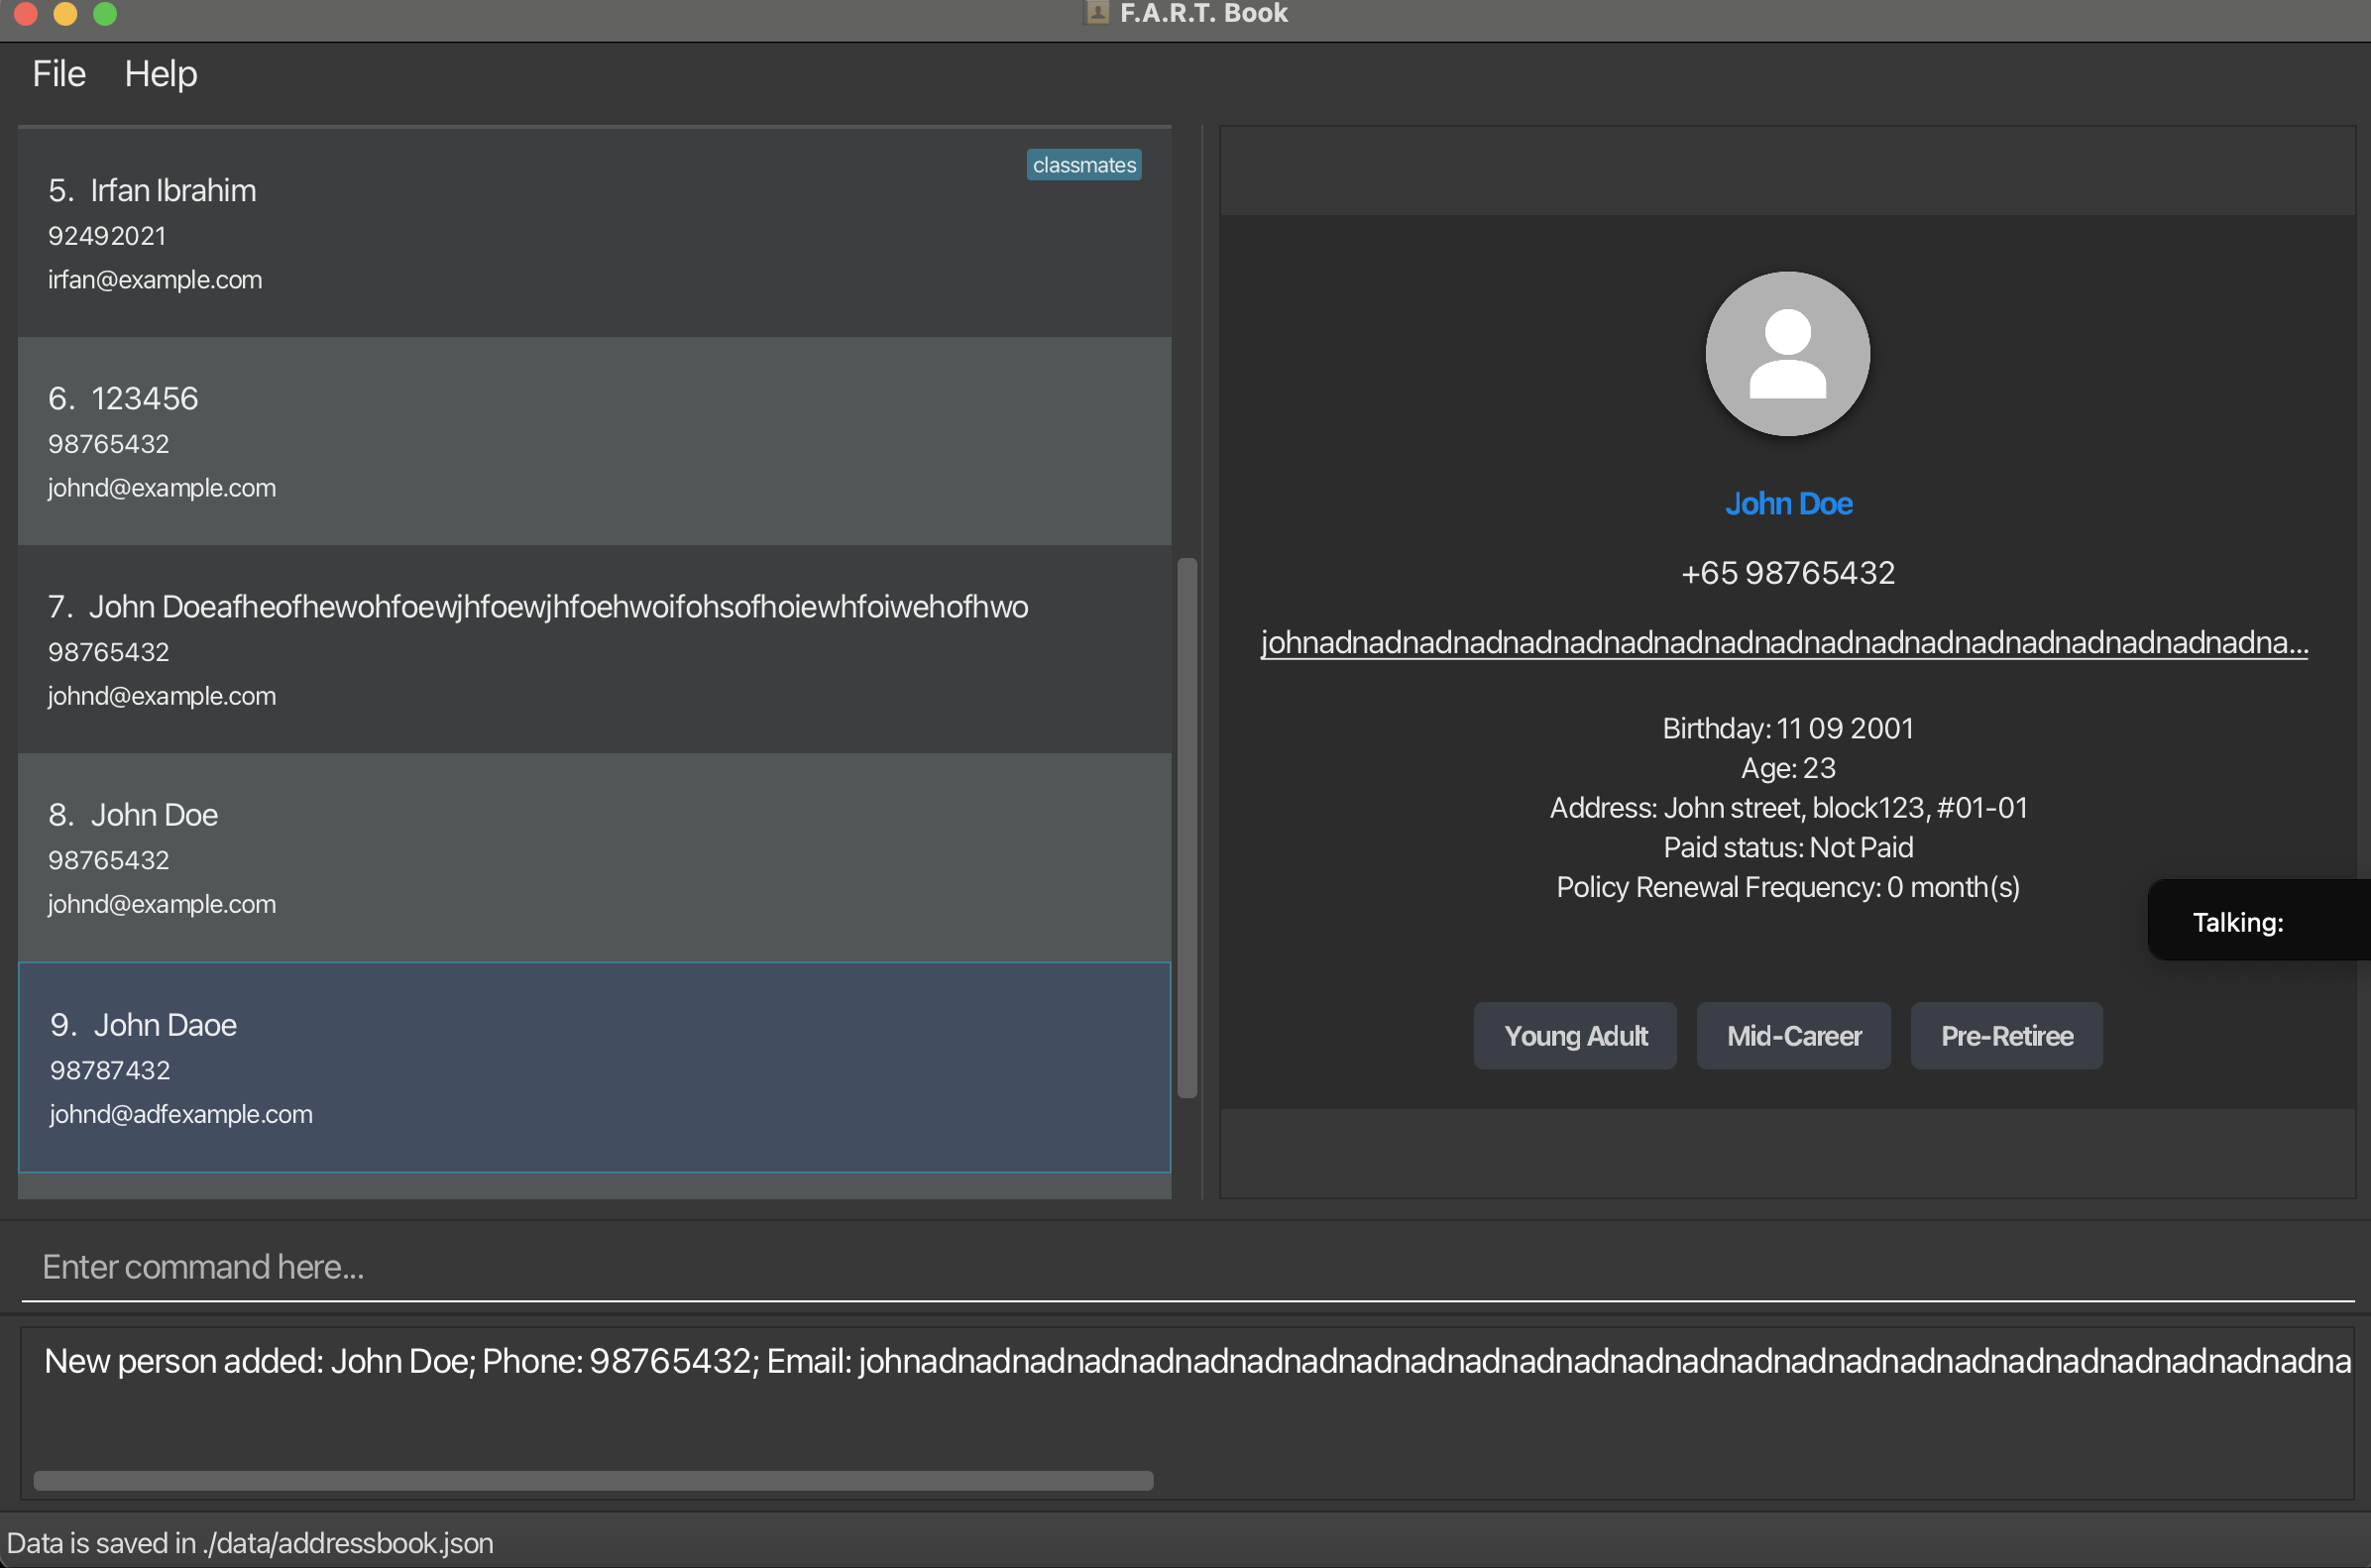 F.A.R.T. Book
File Help
classmates
5. Irfan Ibrahim
92492021
irfan@example.com
6. 123456
98765432
johnd@example.com
7. John Doeafheofhewohfoewjhfoewjhfoehwoifohsofhoiewhfoiwehofhwo
98765432
johnd@example.com
8. John Doe
98765432
johnd@example.com
9. John Daoe
98787432
johnd@adfexample.com
John Doe
+65 98765432
johnadnadnadnadnadnadnadnadnadnadnadnadnadnadnadnadnadnadnadna...
Birthday: 11 09 2001
Age: 23
Address: John street, block123, #01-01
Paid status: Not Paid
Policy Renewal Frequency: 0 month(s)
Talking:
Young Adult Mid-Career Pre-Retiree
Enter command here...
New person added: John Doe; Phone: 98765432; Email: johnadnadnadnadnadnadnadnadnadnadnadnadnadnadnadnadnadnadnadnadnadnadnadnadnadnadnadnadnadna
Data is saved in ./data/addressbook.json